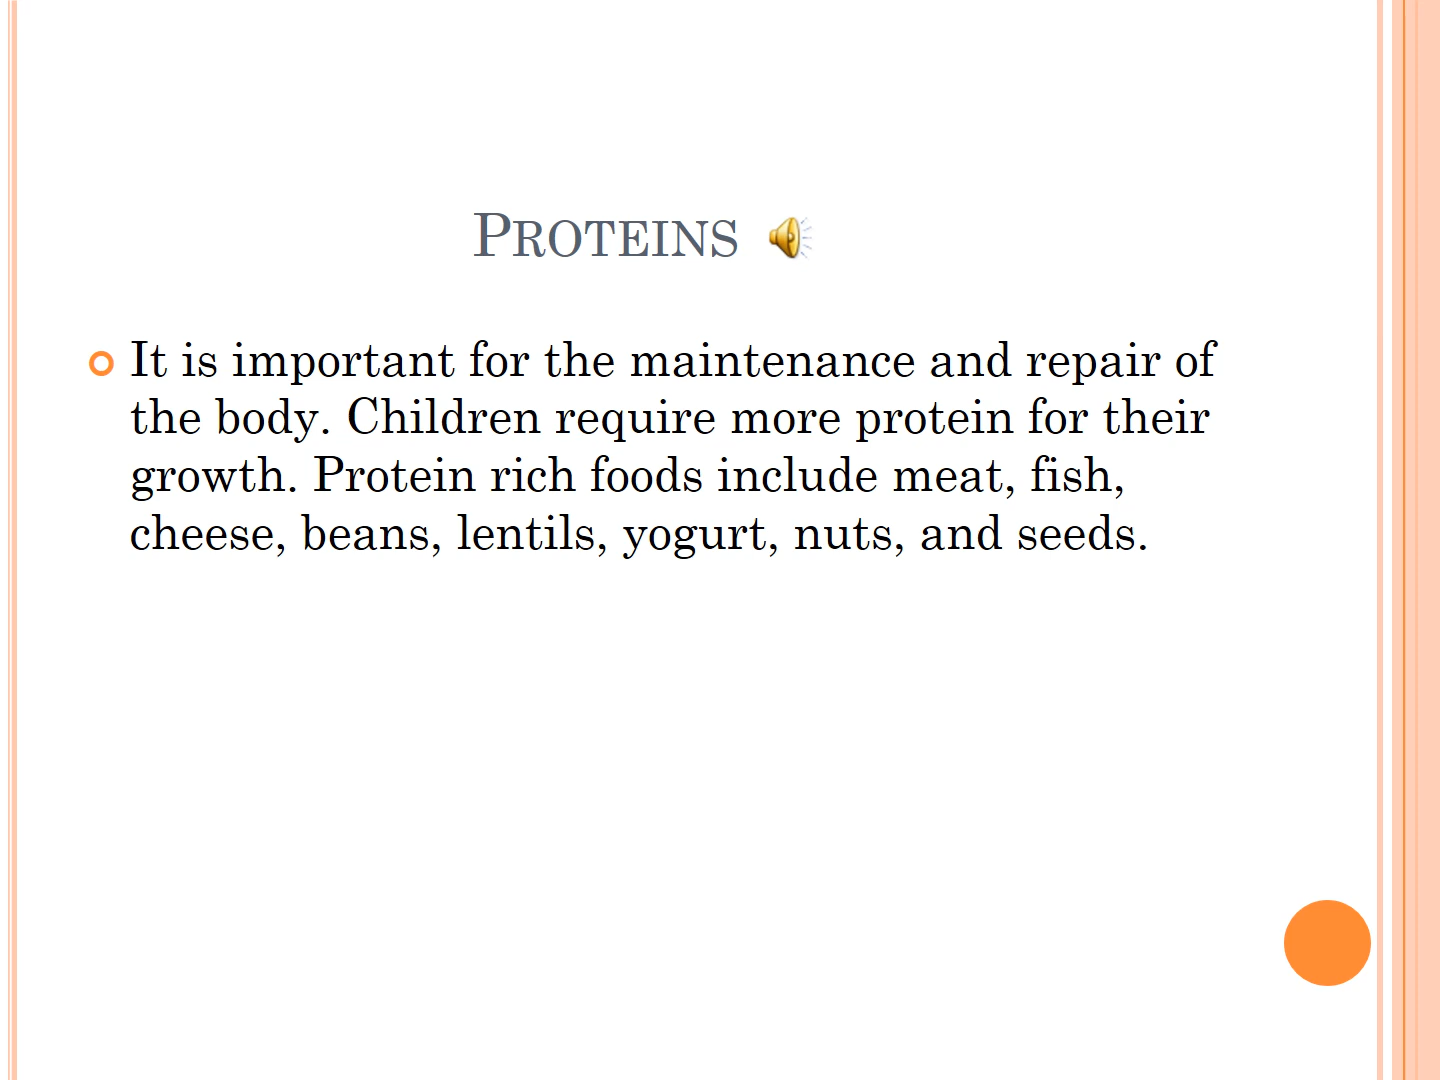 Proteins
It is important for the maintenance and repair of
the body. Children require more protein for their
growth. Protein rich foods include meat, fish,
cheese, beans, lentils, yogurt, nuts, and seeds.